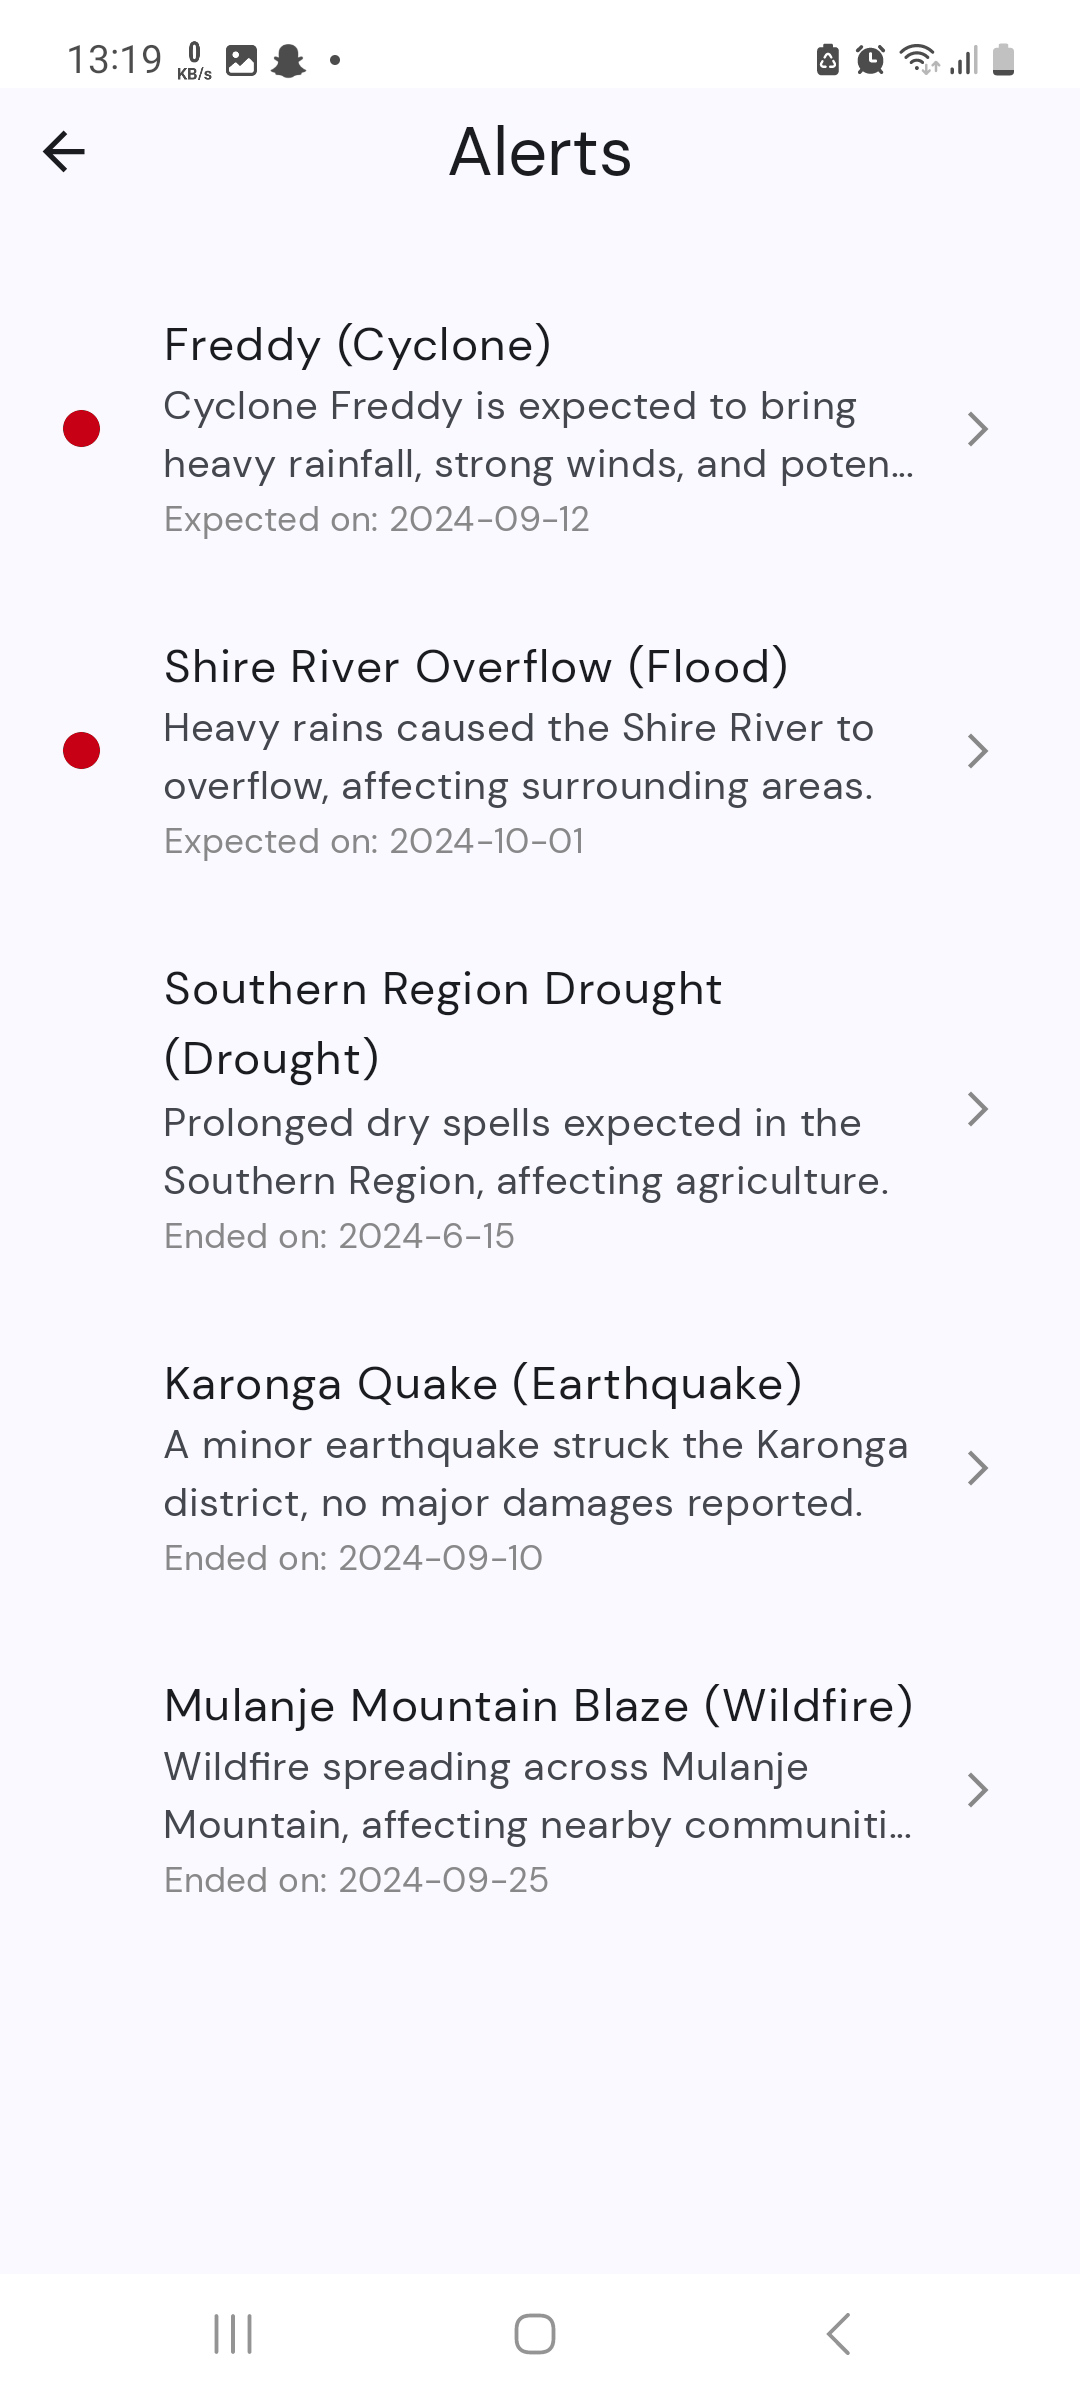 13:19
0
KB/s
Alerts
Freddy (Cyclone)
Cyclone Freddy is expected to bring
heavy rainfall, strong winds, and poten...
Expected on: 2024-09-12
Shire River Overflow (Flood)
Heavy rains caused the Shire River to
overflow, affecting surrounding areas.
Expected on: 2024-10-01
Southern Region Drought
(Drought)
Prolonged dry spells expected in the
Southern Region, affecting agriculture.
Ended on: 2024-6-15
Karonga Quake (Earthquake)
A minor earthquake struck the Karonga
district, no major damages reported.
Ended on: 2024-09-10
Mulanje Mountain Blaze (Wildfire)
Wildfire spreading across Mulanje
Mountain, affecting nearby communiti...
Ended on: 2024-09-25